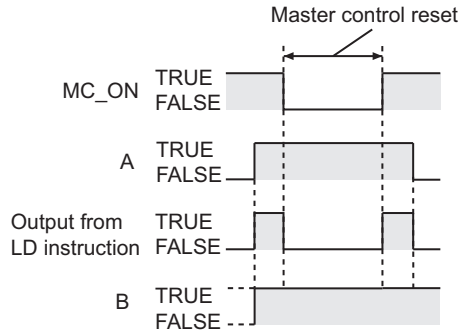 Master control reset
MC_ON
TRUE
FALSE
A
TRUE
FALSE
Output from
LD instruction
TRUE
FALSE
B
TRUE
FALSE